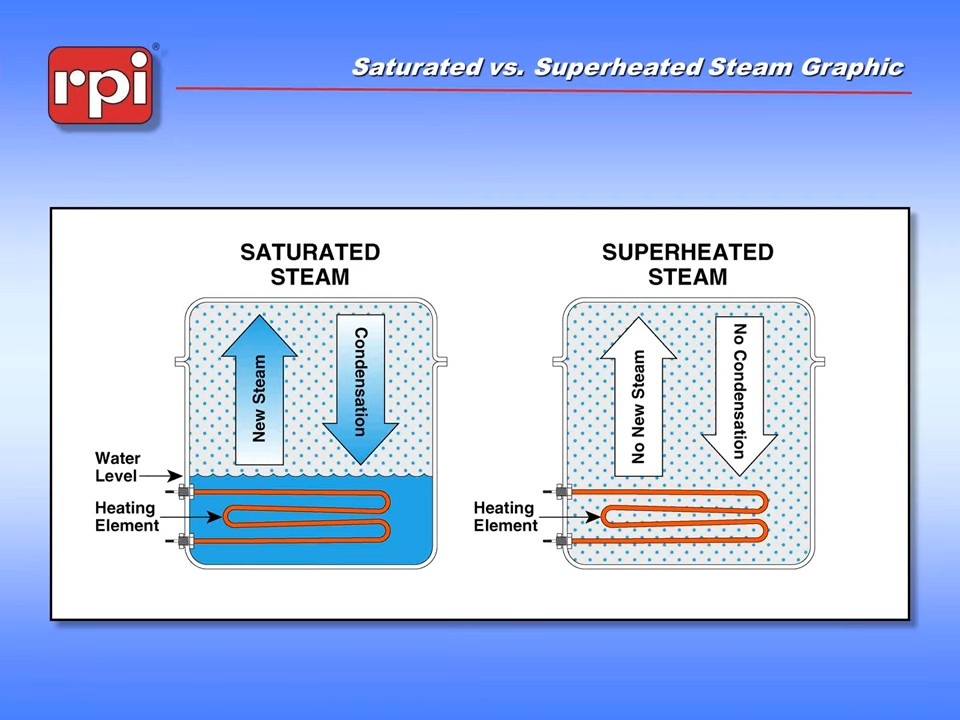 rpi®
Saturated vs. Superheated Steam Graphic
SATURATED
STEAM
New Steam
Condensation
Water
Level
Heating
Element
SUPERHEATED
STEAM
No New Steam
No Condensation
Heating
Element